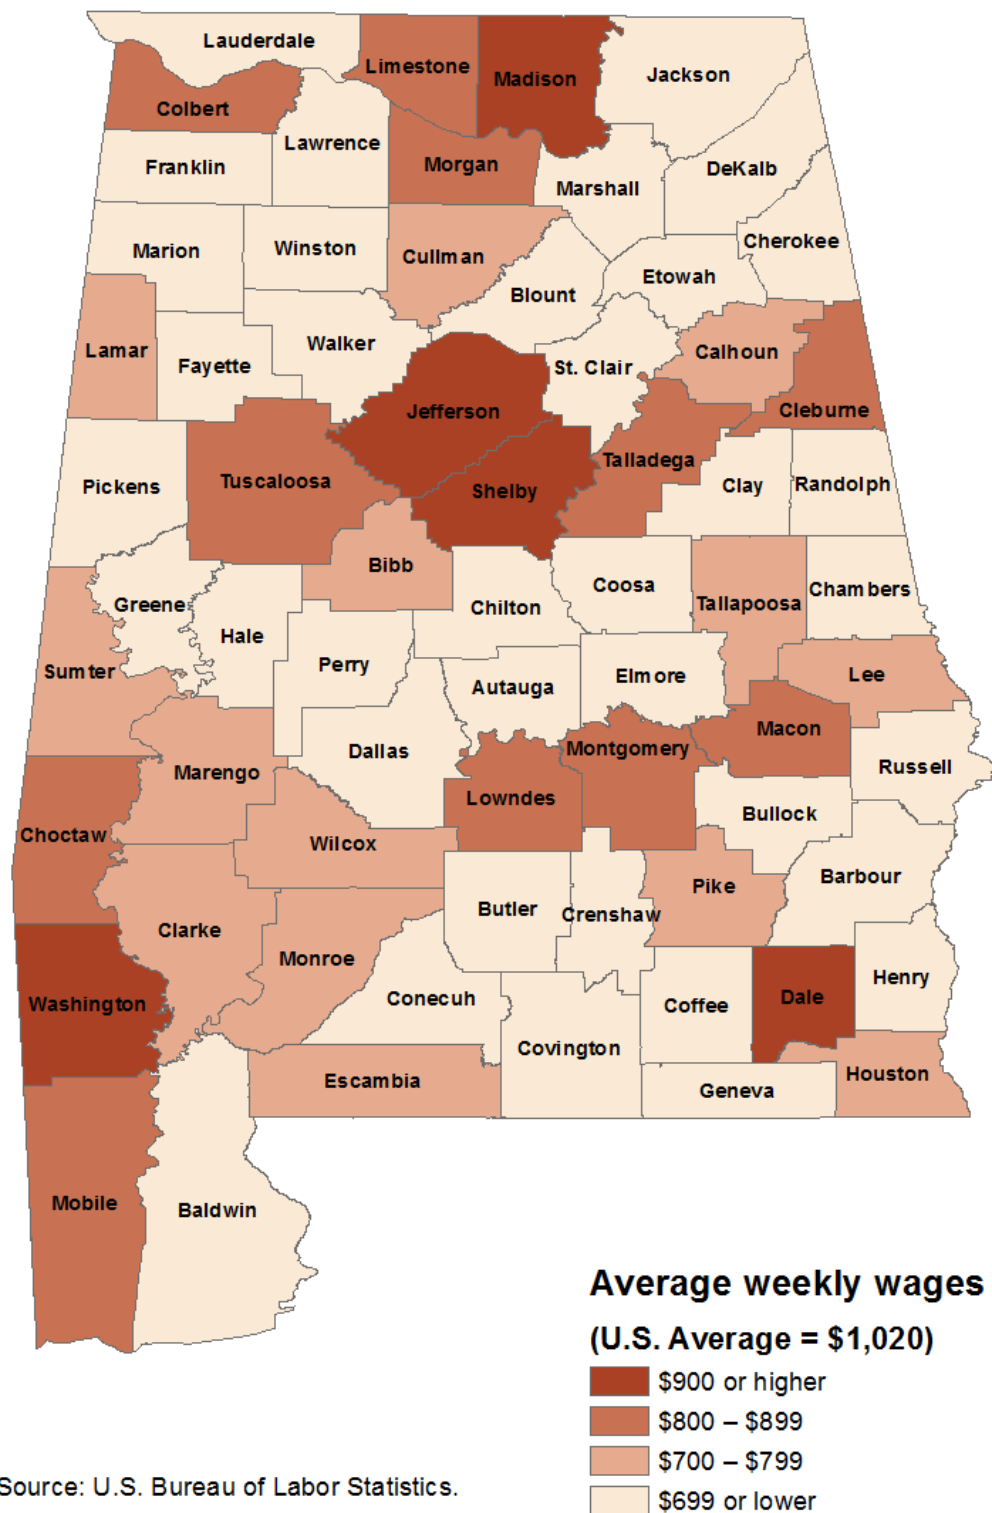 Lauderdale
Limestone
Madison
Jackson
Colbert
Lawrence
Franklin
Morgan
DeKalb
Marshall
Cherokee
Marion
Winston
Cullman
Etowah
Blount
Lamar
Walker
Calhoun
Fayette
St. Clair
Jefferson
Cleburne
Talladega
Tuscaloosa
Pickens
Shelby
Clay
Randolph
Bibb
Coosa
Chambers
Greene
Chilton
Tallapoosa
Hale
Perry
Sumter
Elmore
Lee
Autauga
Macon
Dallas
Montgomery
Marengo
Russell
Lowndes
Bullock
Choctaw
Wilcox
Barbour
Pike
Butler
Crenshaw
Clarke
Monroe
Henry
Washington
Conecuh
Coffee
Dale
Covington
Houston
Escambia
Geneva
Mobile
Baldwin
Average weekly wages
(U.S. Average = $1,020)
$900 or higher
$800 – $899
$700 – $799
$699 or lower
Source: U.S. Bureau of Labor Statistics.